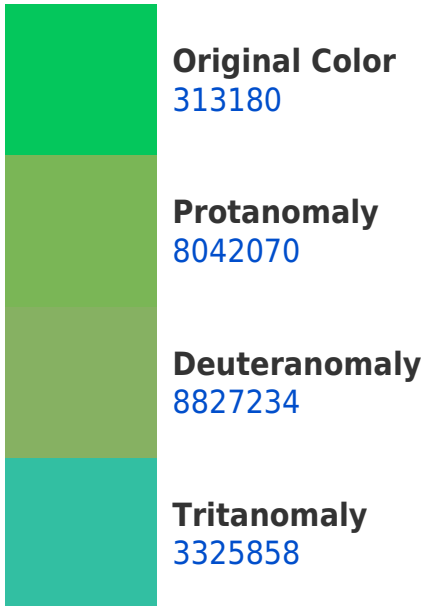 Original Color
313180
Protanomaly
8042070
Deuteranomaly
8827234
Tritanomaly
3325858